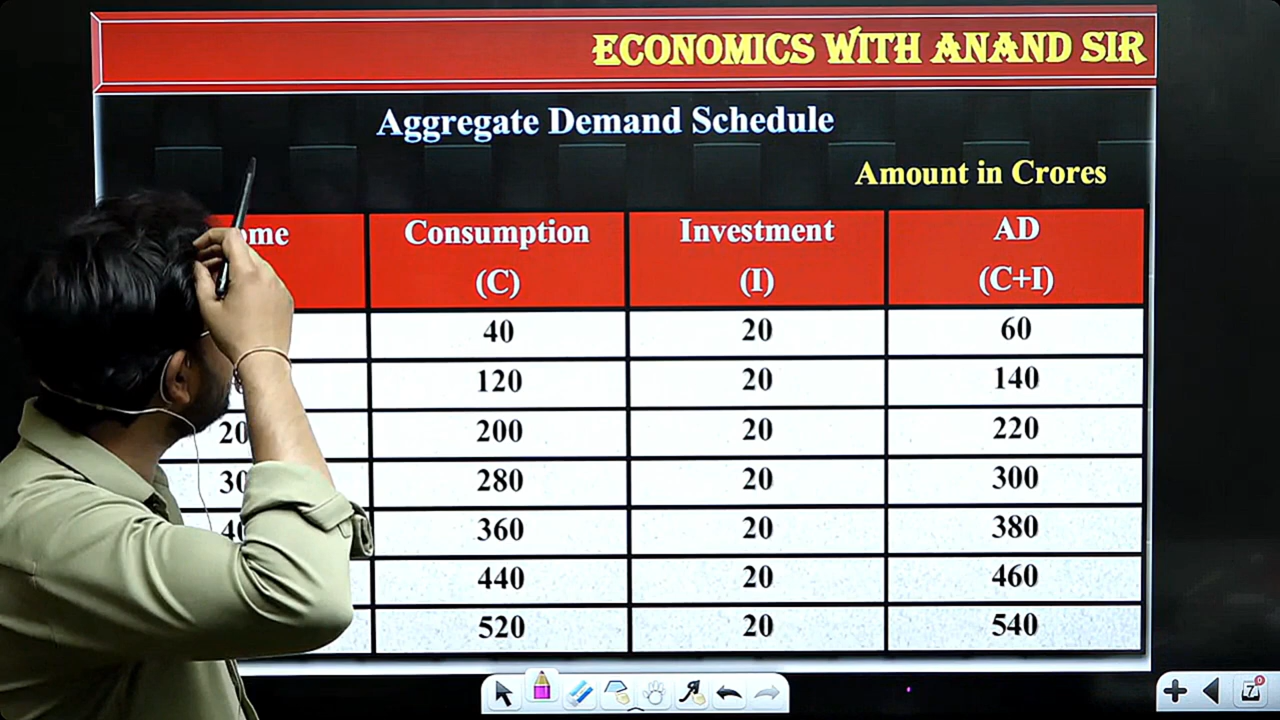 ECONOMICS WITH ANAND SIR
Aggregate Demand Schedule
Amount in Crores
Consumption (C) Investment (I) AD (C+I)
40 20 60
120 20 140
200 20 220
280 20 300
360 20 380
440 20 460
520 20 540